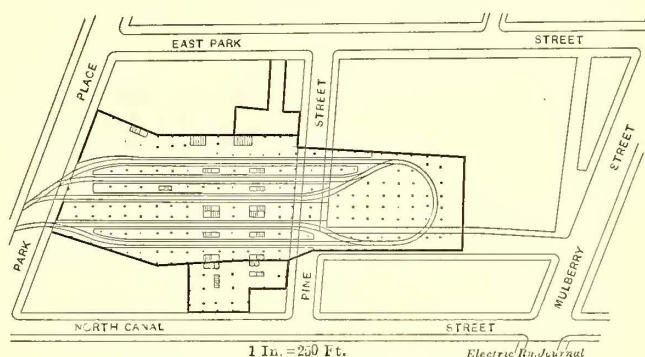 EAST PARK STREET
PARK PLACE
PINE STREET
MULBERRY STREET
NORTH CANAL STREET
1 In. = 250 Ft.
Electric Ry. Journal